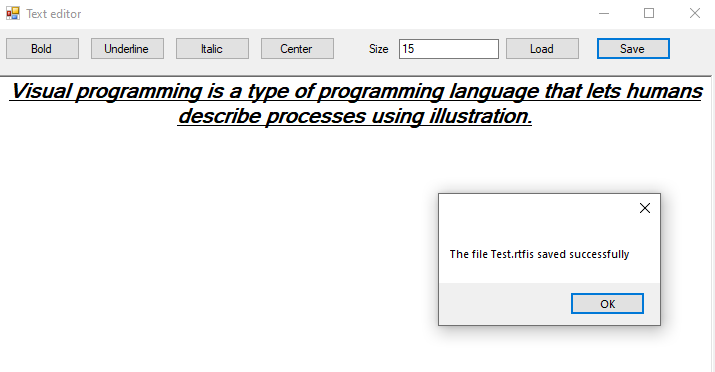 Text editor
Bold Underline Italic Center Size 15 Load Save
Visual programming is a type of programming language that lets humans
describe processes using illustration.
The file Test.rtfis saved successfully
OK